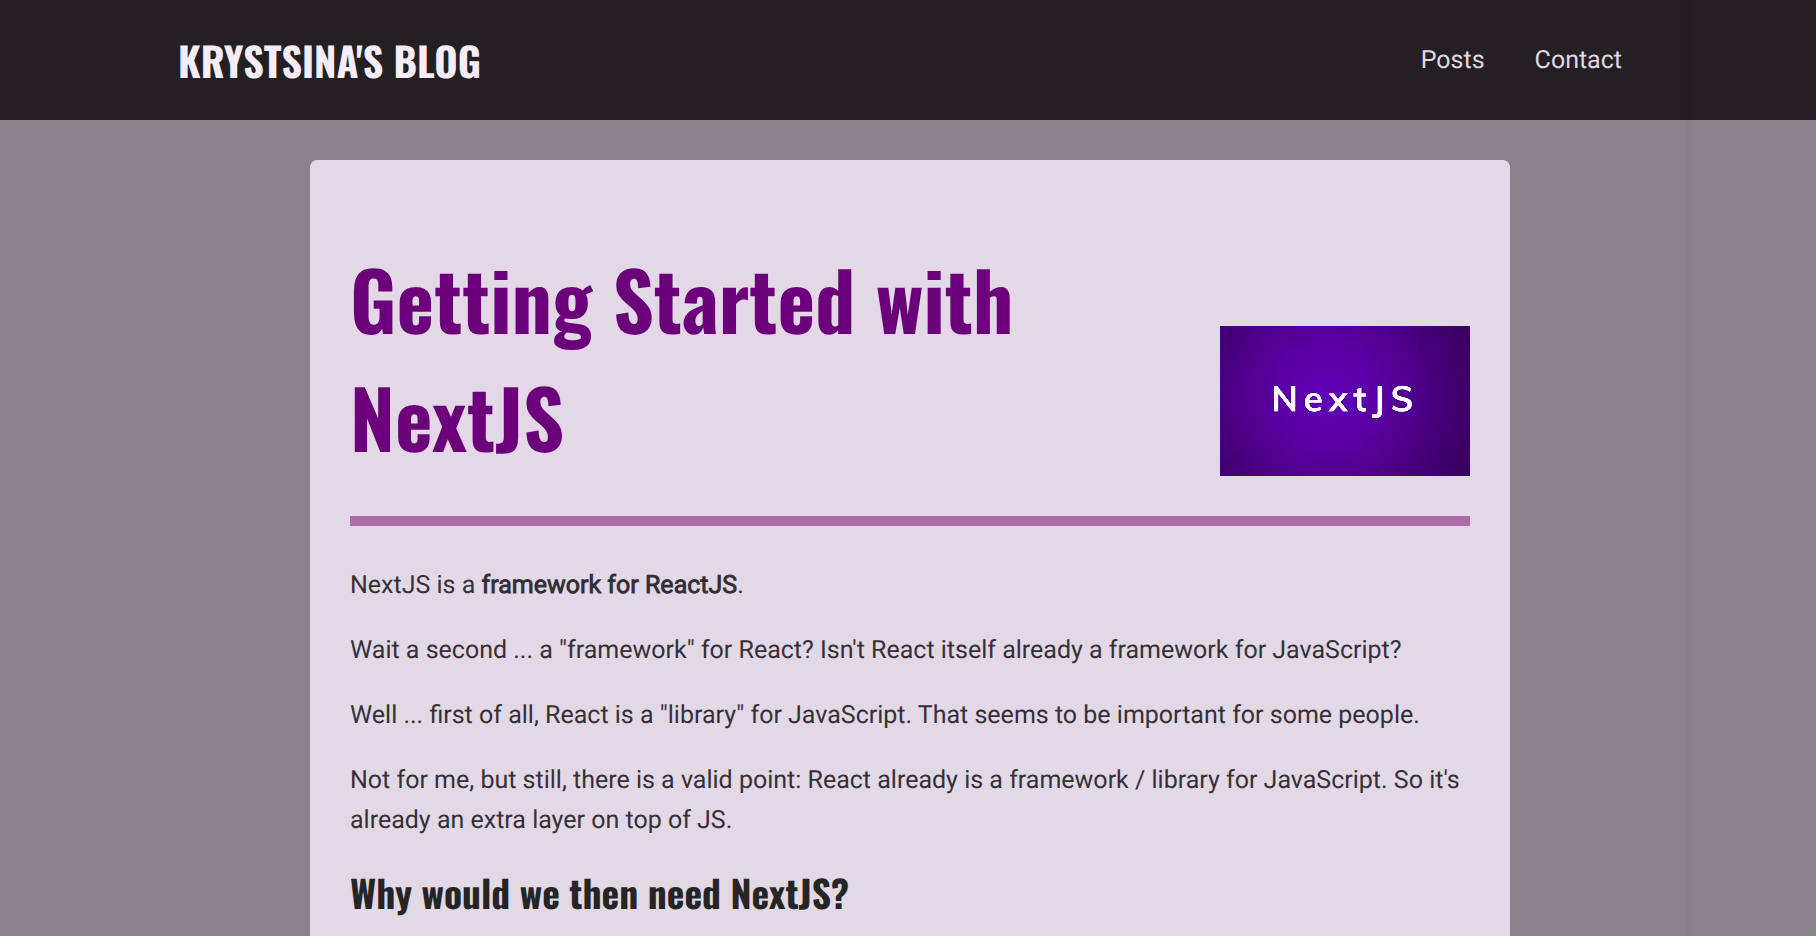 KRYSTSINA'S BLOG
Posts
Contact
Getting Started with
NextJS
NextJS
NextJS is a framework for ReactJS.
Wait a second ... a "framework" for React? Isn't React itself already a framework for JavaScript?
Well ... first of all, React is a "library" for JavaScript. That seems to be important for some people.
Not for me, but still, there is a valid point: React already is a framework / library for JavaScript. So it's
already an extra layer on top of JS.
Why would we then need NextJS?